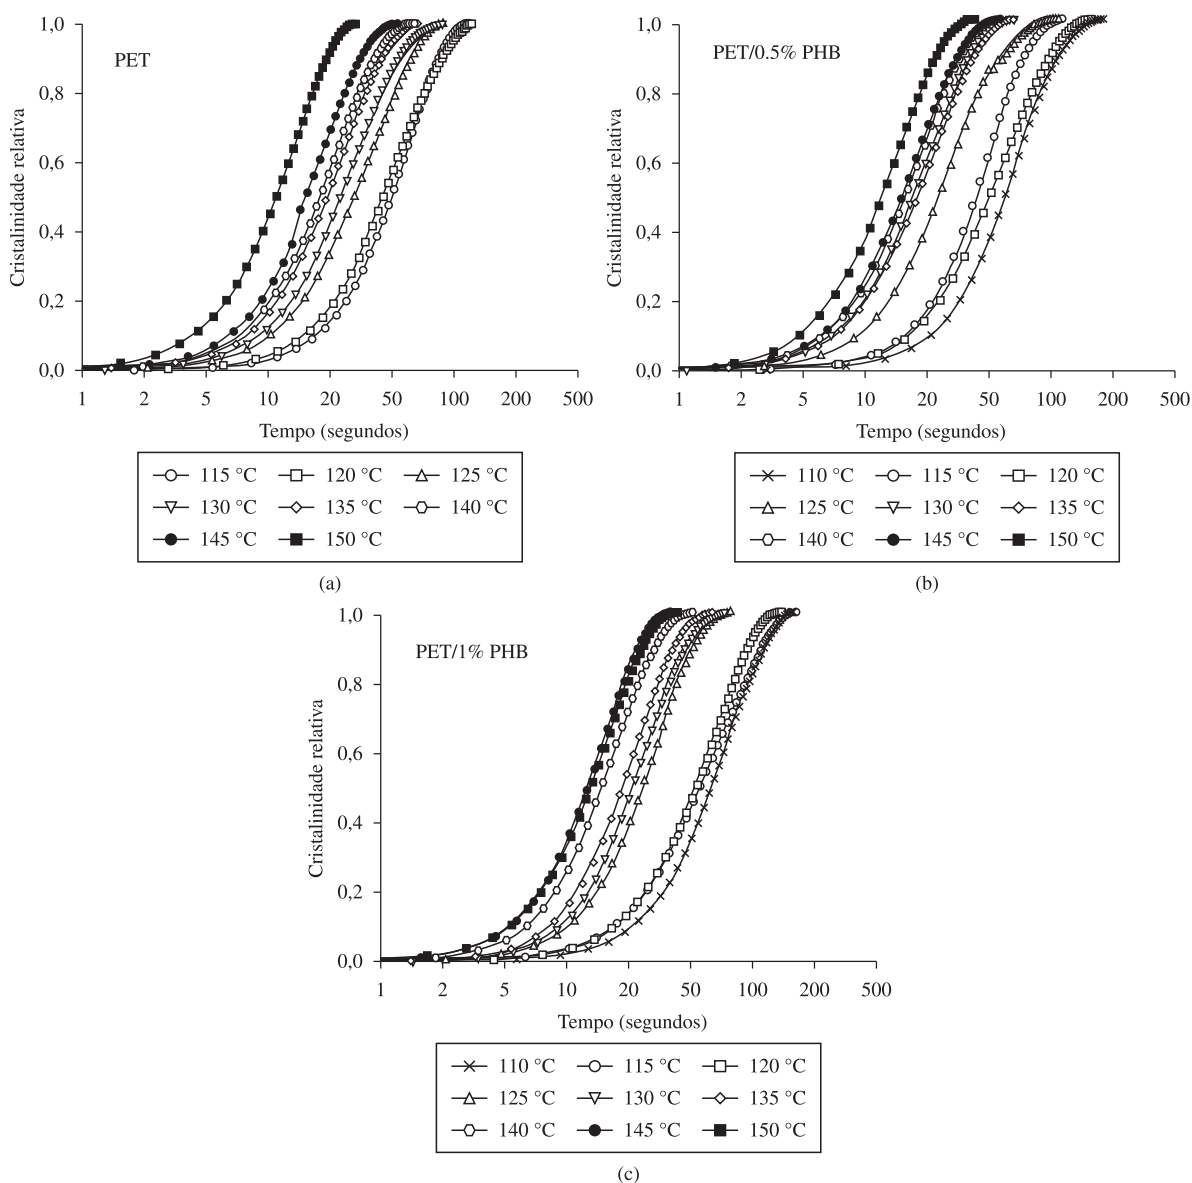 PET
Cristalinidade relativa
1,0
0,8
0,6
0,4
0,2
0,0
1 2 5 10 20 50 100 200 500
Tempo (segundos)
115 °C 120 °C 125 °C
130 °C 135 °C 140 °C
145 °C 150 °C
(a)
PET/0.5% PHB
Cristalinidade relativa
1,0
0,8
0,6
0,4
0,2
0,0
1 2 5 10 20 50 100 200 500
Tempo (segundos)
110 °C 115 °C 120 °C
125 °C 130 °C 135 °C
140 °C 145 °C 150 °C
(b)
PET/1% PHB
Cristalinidade relativa
1,0
0,8
0,6
0,4
0,2
0,0
1 2 5 10 20 50 100 200 500
Tempo (segundos)
110 °C 115 °C 120 °C
125 °C 130 °C 135 °C
140 °C 145 °C 150 °C
(c)